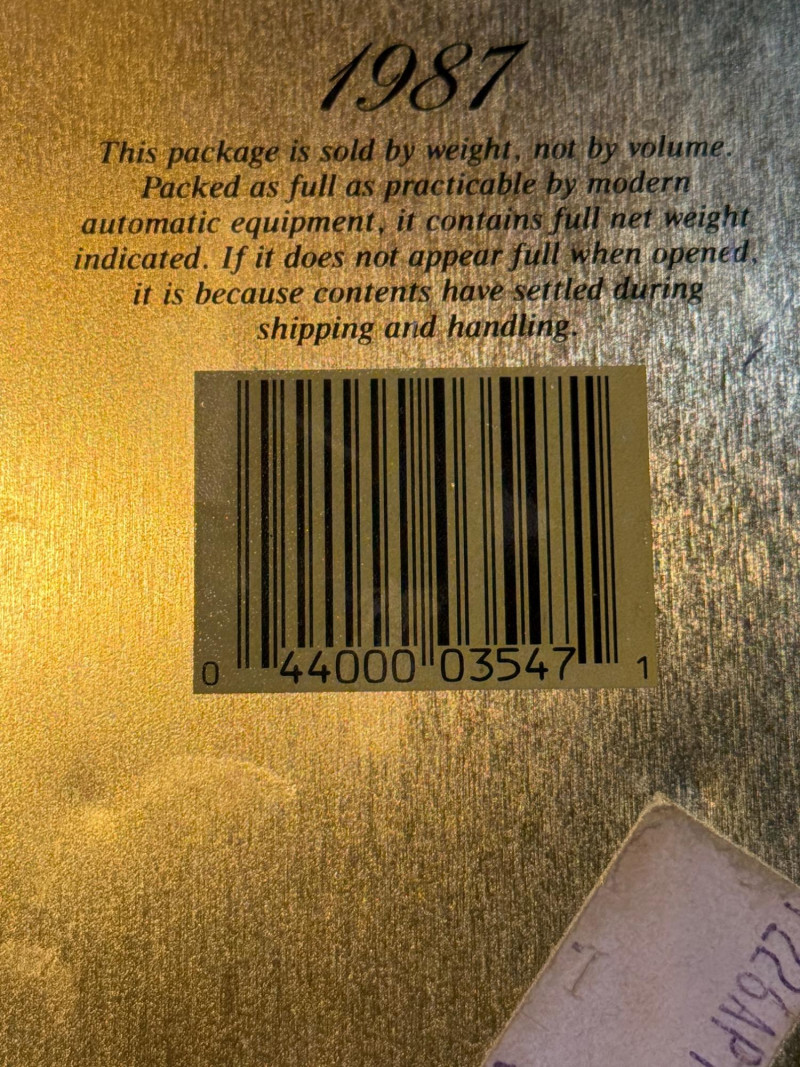 1987
This package is sold by weight, not by volume.
Packed as full as practicable by modern
automatic equipment, it contains full net weight
indicated. If it does not appear full when opened,
it is because contents have settled during
shipping and handling.
0 44000 03547 1